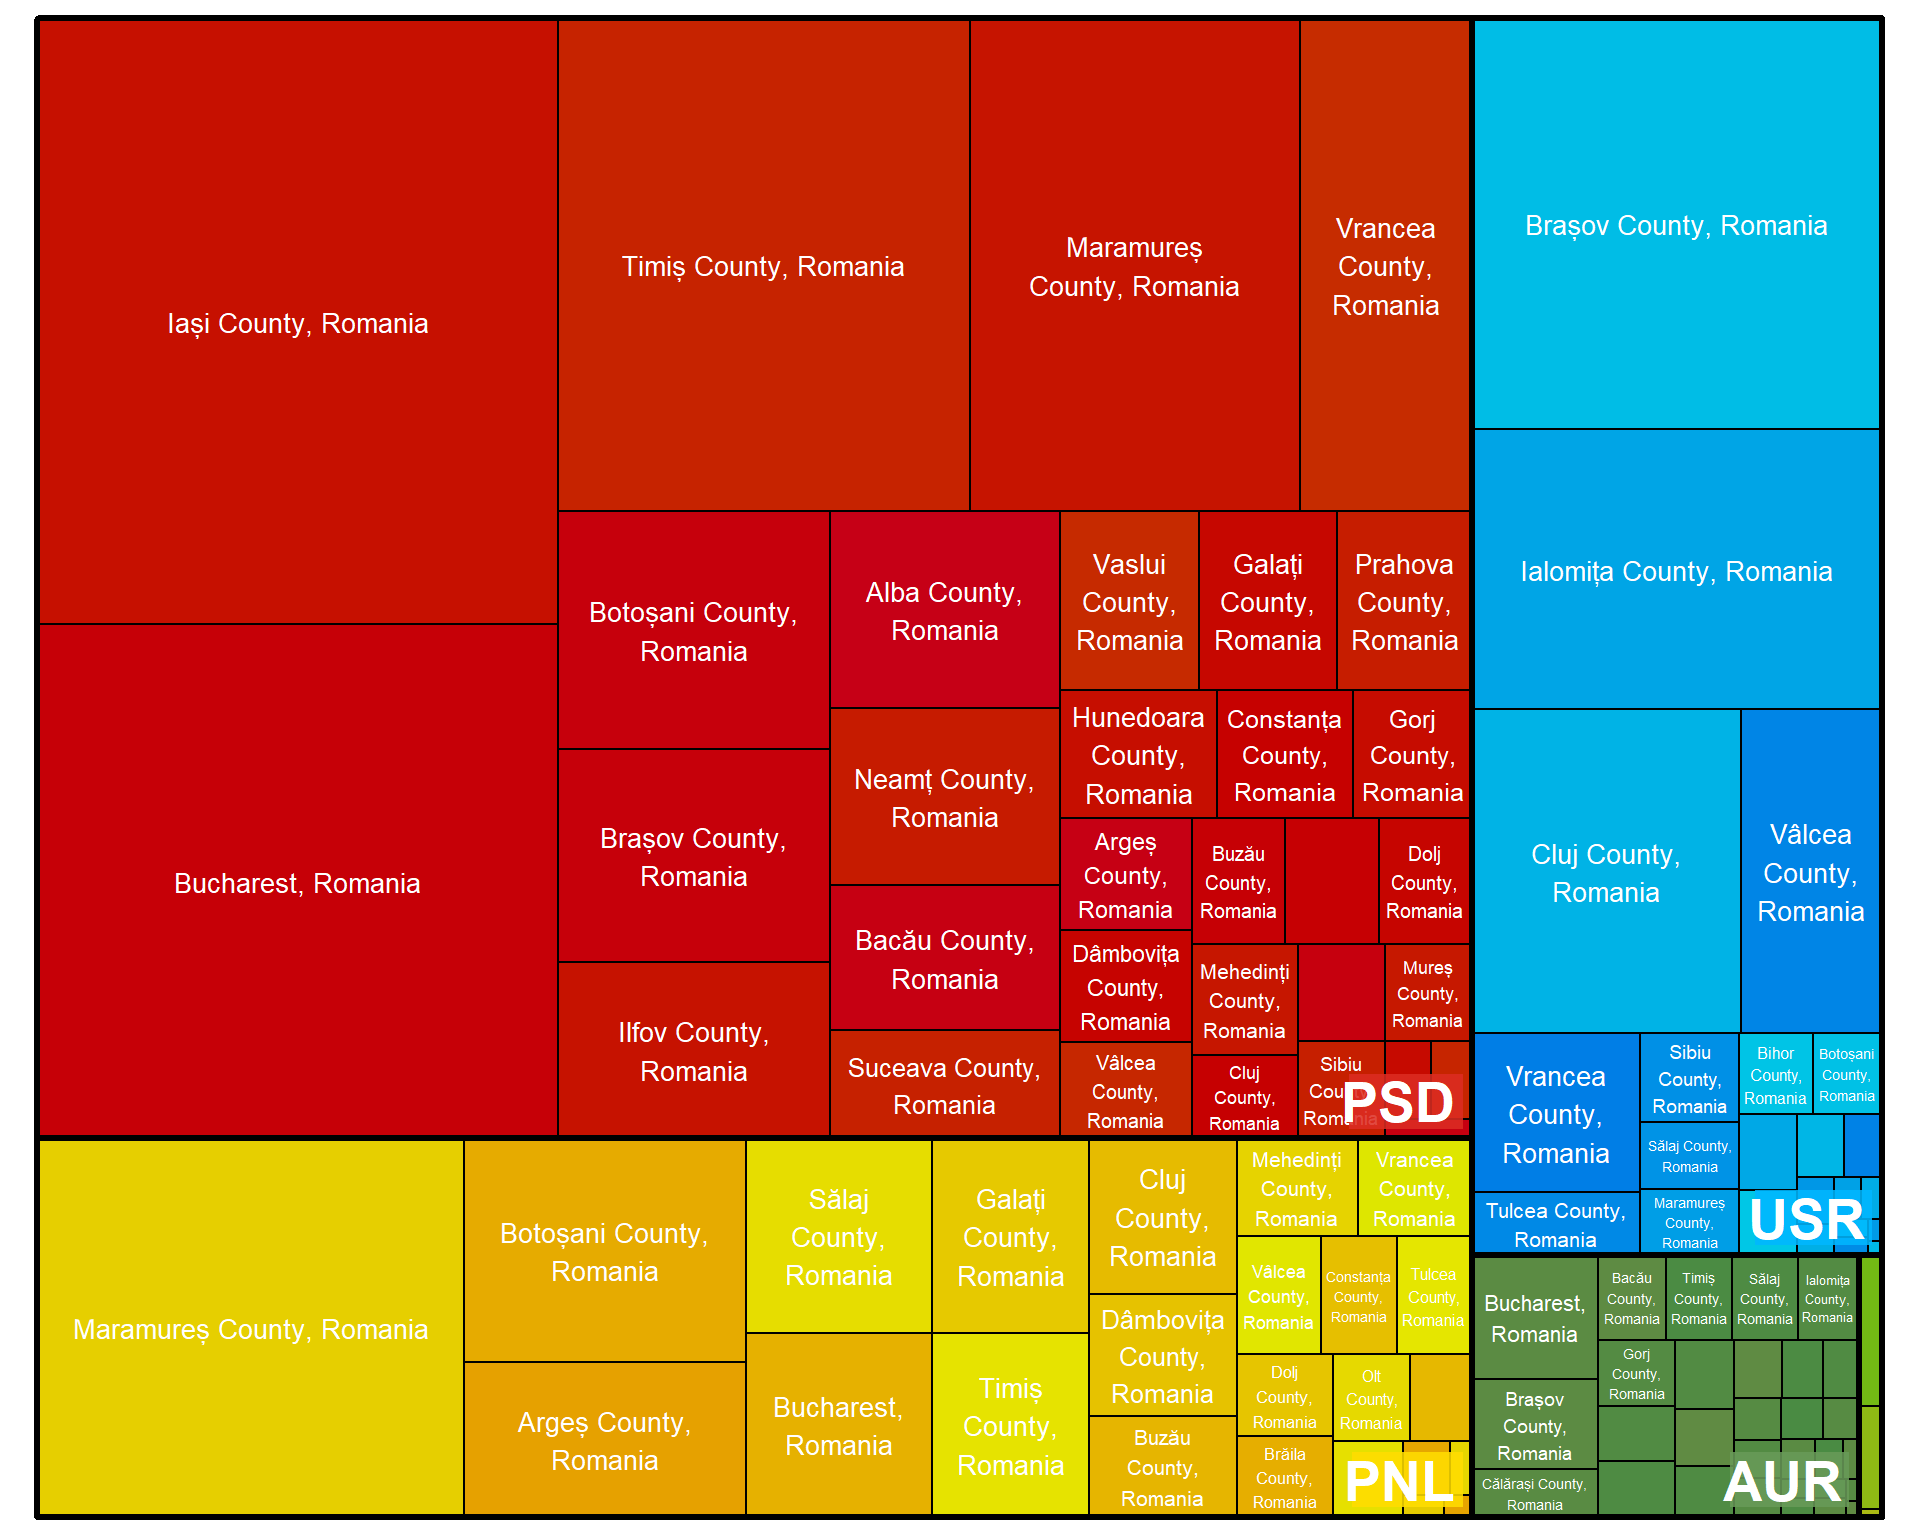 Iași County, Romania
Bucharest, Romania
Timiș County, Romania
Maramureș
County, Romania
Vrancea
County,
Romania
Botoșani County,
Romania
Brașov County,
Romania
Ilfov County,
Romania
Alba County,
Romania
Neamț County,
Romania
Bacău County,
Romania
Suceava County,
Romania
Vaslui
County,
Romania
Galați
County,
Romania
Prahova
County,
Romania
Hunedoara
County,
Romania
Constanța
County,
Romania
Gorj
County,
Romania
Argeș
County,
Romania
Dâmbovița
County,
Romania
Vâlcea
County,
Romania
Buzău
County,
Romania
Dolj
County,
Romania
Mehedinți
County,
Romania
Mureș
County,
Romania
Cluj
County,
Romania
Sibiu
County,
Romania
PSD
Maramureș County, Romania
Botoșani County,
Romania
Argeș County,
Romania
Sălaj
County,
Romania
Bucharest,
Romania
Galați
County,
Romania
Timiș
County,
Romania
Cluj
County,
Romania
Dâmbovița
County,
Romania
Buzău
County,
Romania
Mehedinți
County,
Romania
Vrancea
County,
Romania
Vâlcea
County,
Romania
Constanța
County,
Romania
Tulcea
County,
Romania
Dolj
County,
Romania
Olt
County,
Romania
Brăila
County,
Romania
PNL
Brașov County, Romania
Ialomița County, Romania
Cluj County,
Romania
Vâlcea
County,
Romania
Vrancea
County,
Romania
Tulcea County,
Romania
Sibiu
County,
Romania
Sălaj County,
Romania
Maramureș
County,
Romania
Bihor
County,
Romania
Botoșani
County,
Romania
USR
Bucharest,
Romania
Brașov
County,
Romania
Călărași County,
Romania
Bacău
County,
Romania
Timiș
County,
Romania
Sălaj
County,
Romania
Ialomița
County,
Romania
Gorj
County,
Romania
AUR